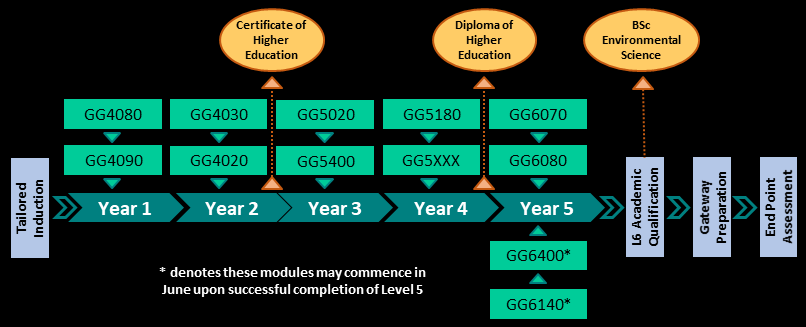 Certificate of
Higher
Education
Diploma of
Higher
Education
BSc
Environmental
Science
GG4080
GG4030
GG5020
GG5180
GG6070
GG4090
GG4020
GG5400
GG5XXX
GG6080
Tailored
Induction
Year 1
Year 2
Year 3
Year 4
Year 5
L6 Academic
Qualification
Gateway
Preparation
End Point
Assessment
GG6400*
GG6140*
* denotes these modules may commence in
June upon successful completion of Level 5